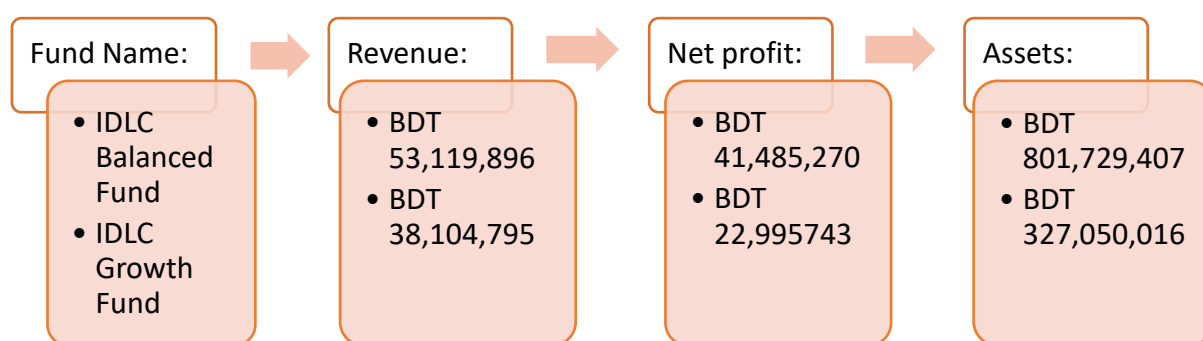 Fund Name:
• IDLC
Balanced
Fund
• IDLC
Growth
Fund
Revenue:
• BDT
53,119,896
• BDT
38,104,795
Net profit:
• BDT
41,485,270
• BDT
22,995743
Assets:
• BDT
801,729,407
• BDT
327,050,016